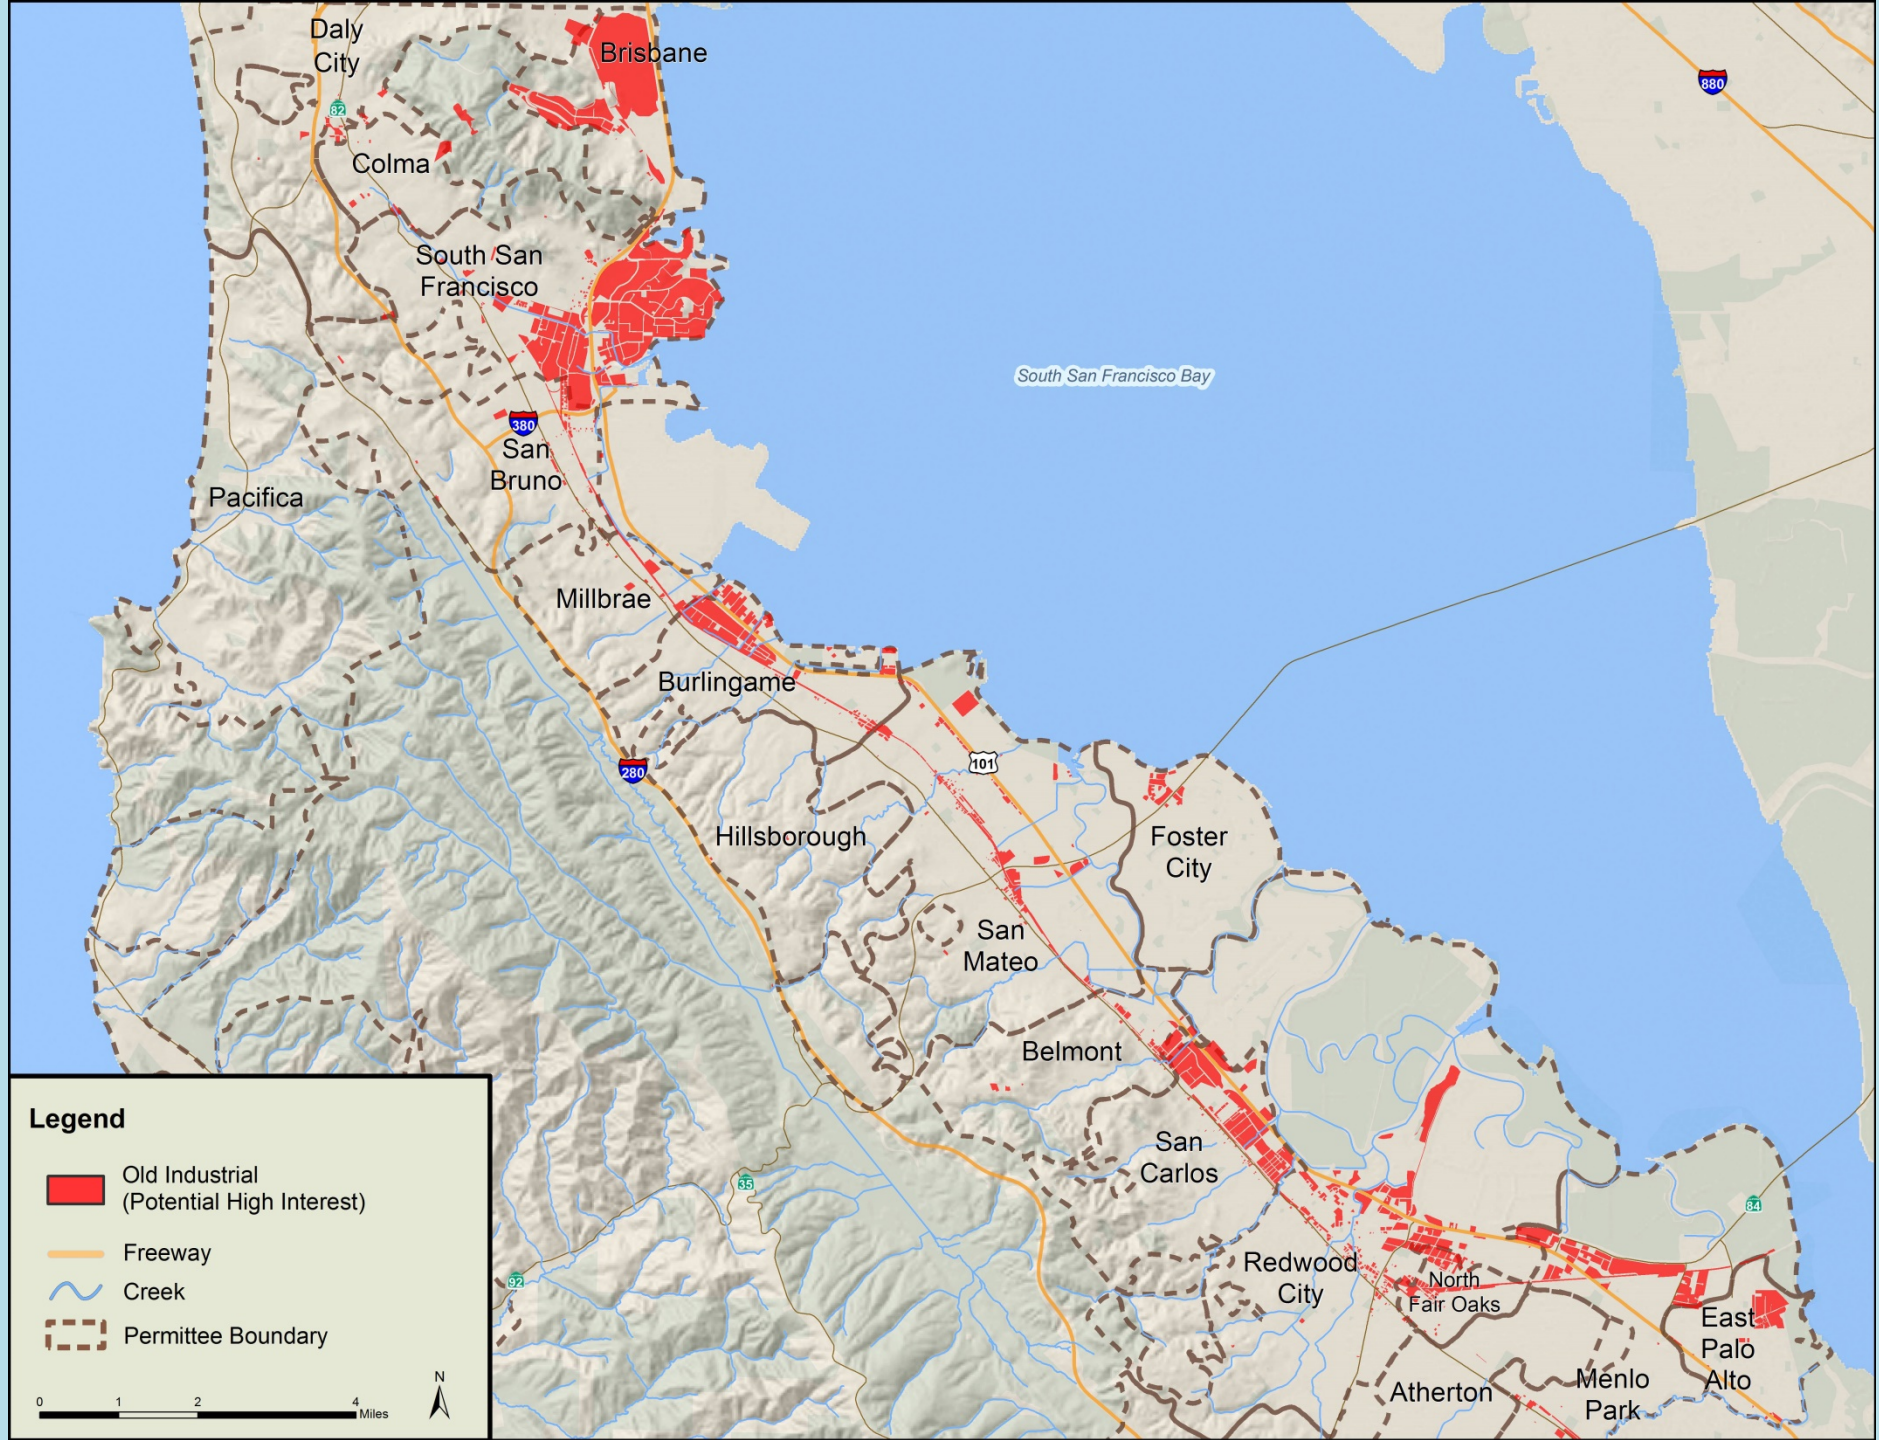 Daly
City
Brisbane
880
82
Colma
South San
Francisco
South San Francisco Bay
380
San
Bruno
Pacifica
Millbrae
Burlingame
280
101
Hillsborough
Foster
City
San
Mateo
Belmont
San
Carlos
35
84
92
Redwood
City
North
Fair Oaks
East
Palo
Alto
Atherton
Menlo
Park
Legend
Old Industrial
(Potential High Interest)
Freeway
Creek
Permittee Boundary
N
0 1 2 4
Miles